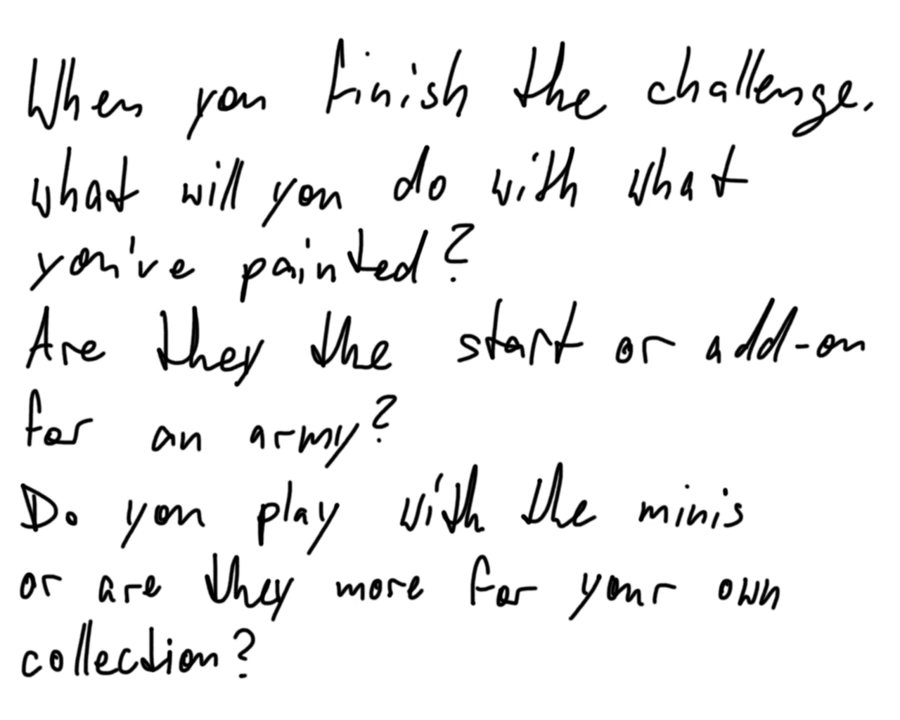 When you finish the challenge.
what will you do with what
you've painted?
Are they the start or add-on
for an army?
Do you play with the minis
or are they more for your own
collection?